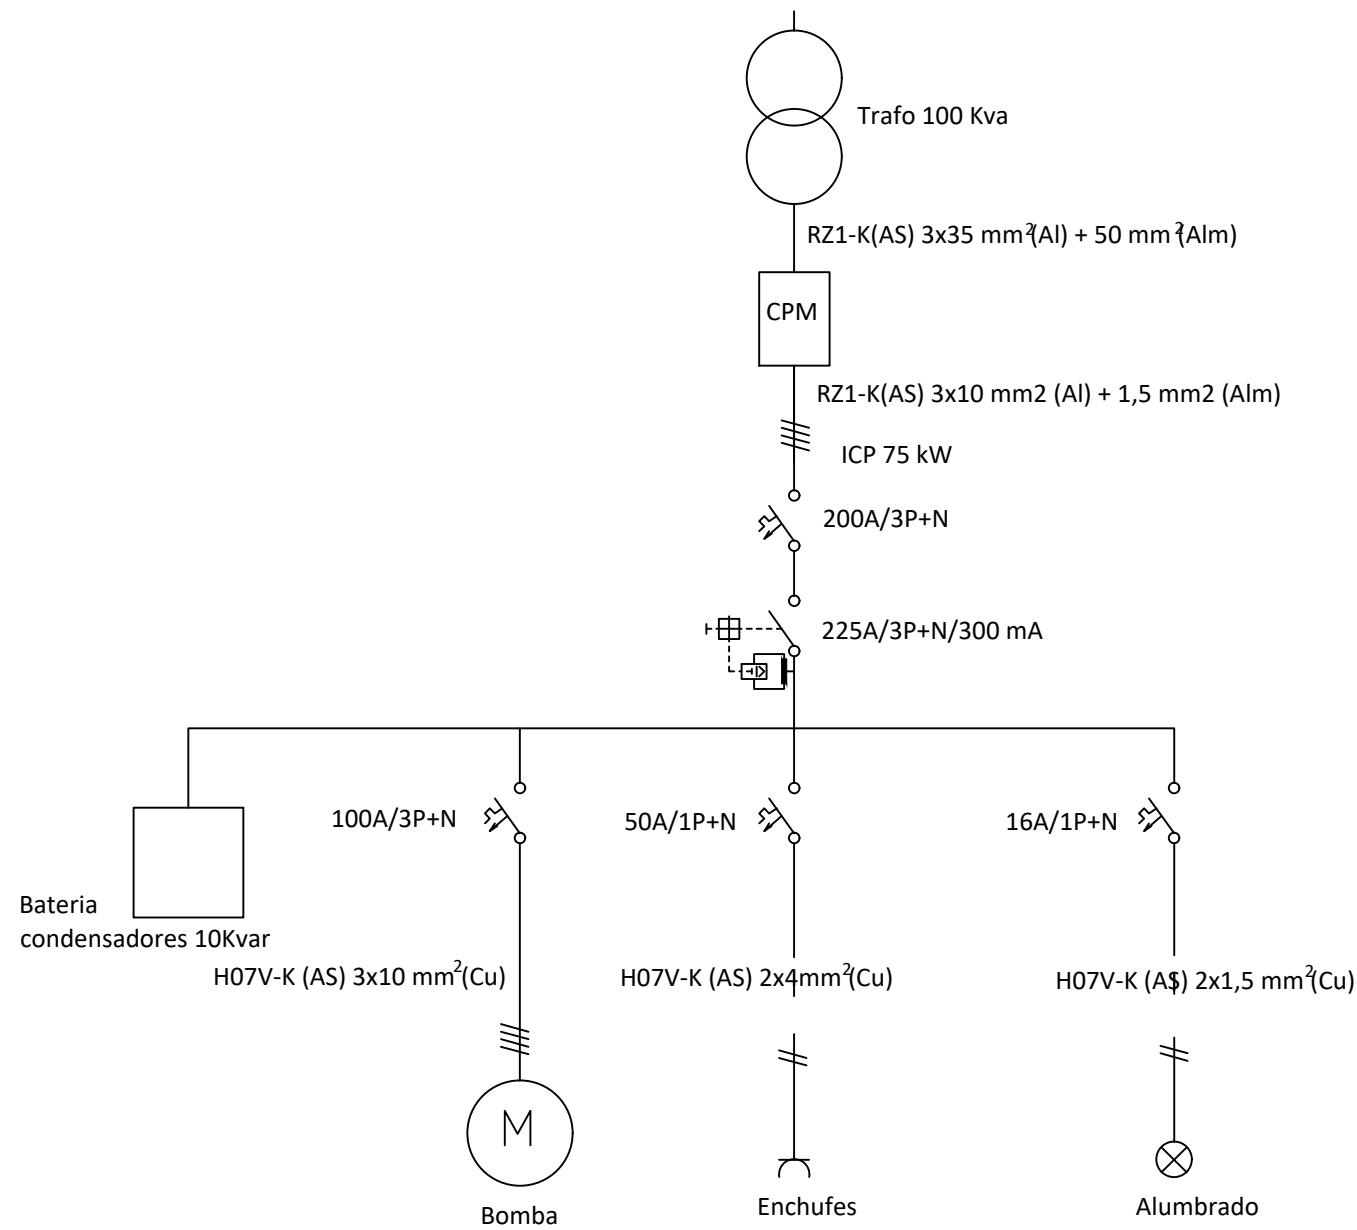 Trafo 100 Kva
RZ1-K(AS) 3x35 mm²(Al) + 50 mm²(Alm)
CPM
RZ1-K(AS) 3x10 mm2 (Al) + 1,5 mm2 (Alm)
ICP 75 kW
200A/3P+N
225A/3P+N/300 mA
100A/3P+N
50A/1P+N
16A/1P+N
Bateria
condensadores 10Kvar
H07V-K (AS) 3x10 mm²(Cu)
H07V-K (AS) 2x4mm²(Cu)
H07V-K (AS) 2x1,5 mm²(Cu)
M
Bomba
Enchufes
Alumbrado